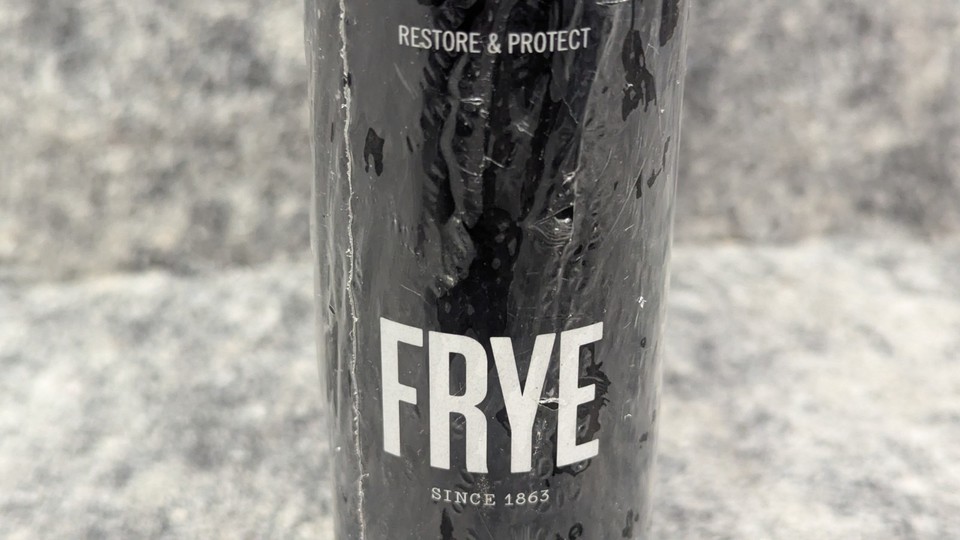 RESTORE & PROTECT
FRYE
SINCE 1863